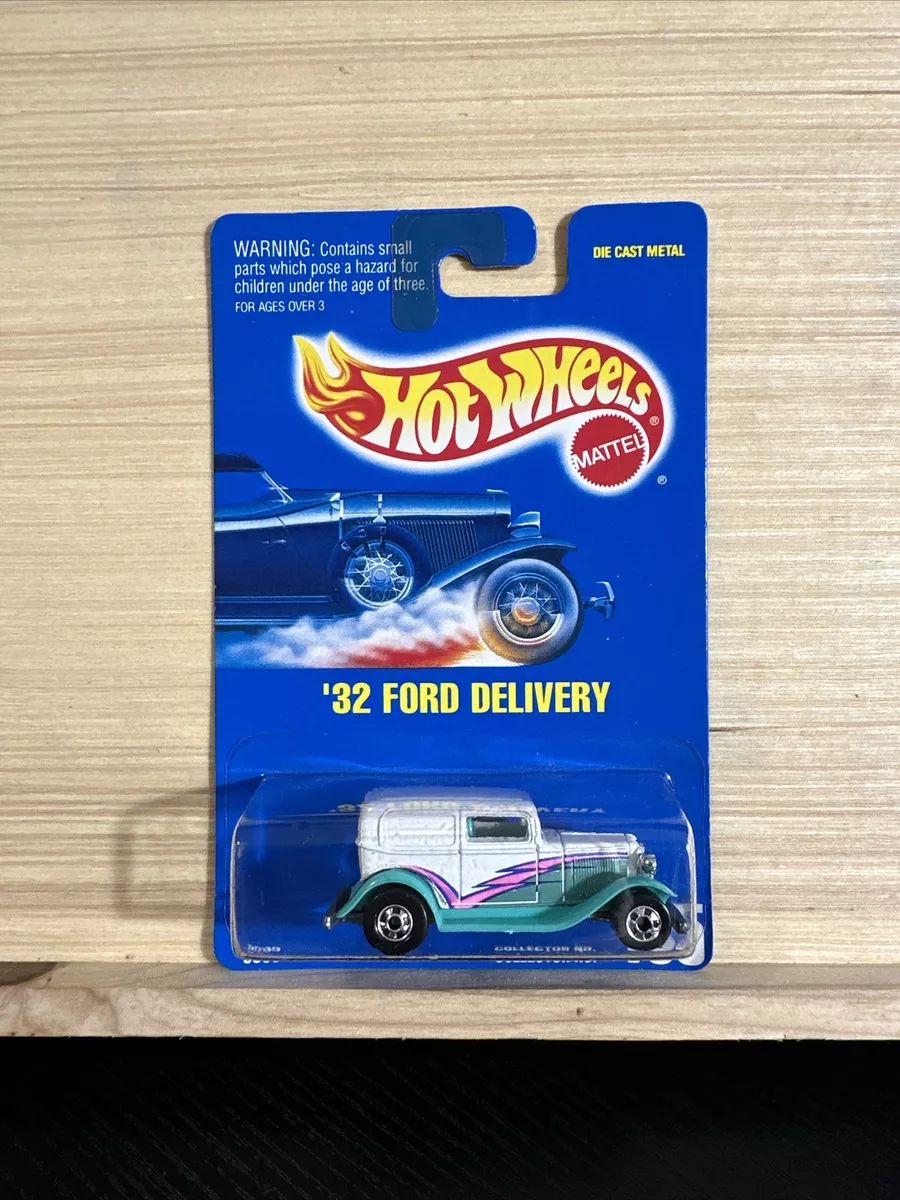 WARNING: Contains small
parts which pose a hazard for
children under the age of three.
FOR AGES OVER 3
DIE CAST METAL
HOT WHEELS
®
MATTEL
®
'32 FORD DELIVERY
COLLECTOR NO.